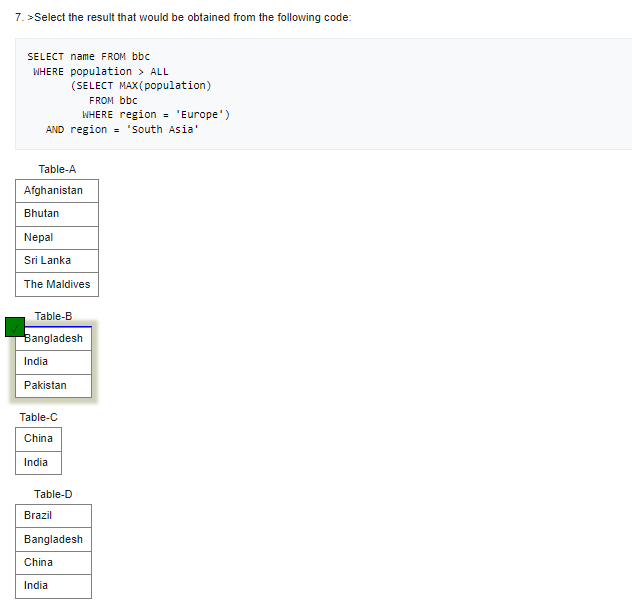 7. >Select the result that would be obtained from the following code:
SELECT name FROM bbc
WHERE population > ALL
(SELECT MAX(population)
FROM bbc
WHERE region = 'Europe')
AND region = 'South Asia'
Table-A
Afghanistan
Bhutan
Nepal
Sri Lanka
The Maldives
Table-B
Bangladesh
India
Pakistan
Table-C
China
India
Table-D
Brazil
Bangladesh
China
India